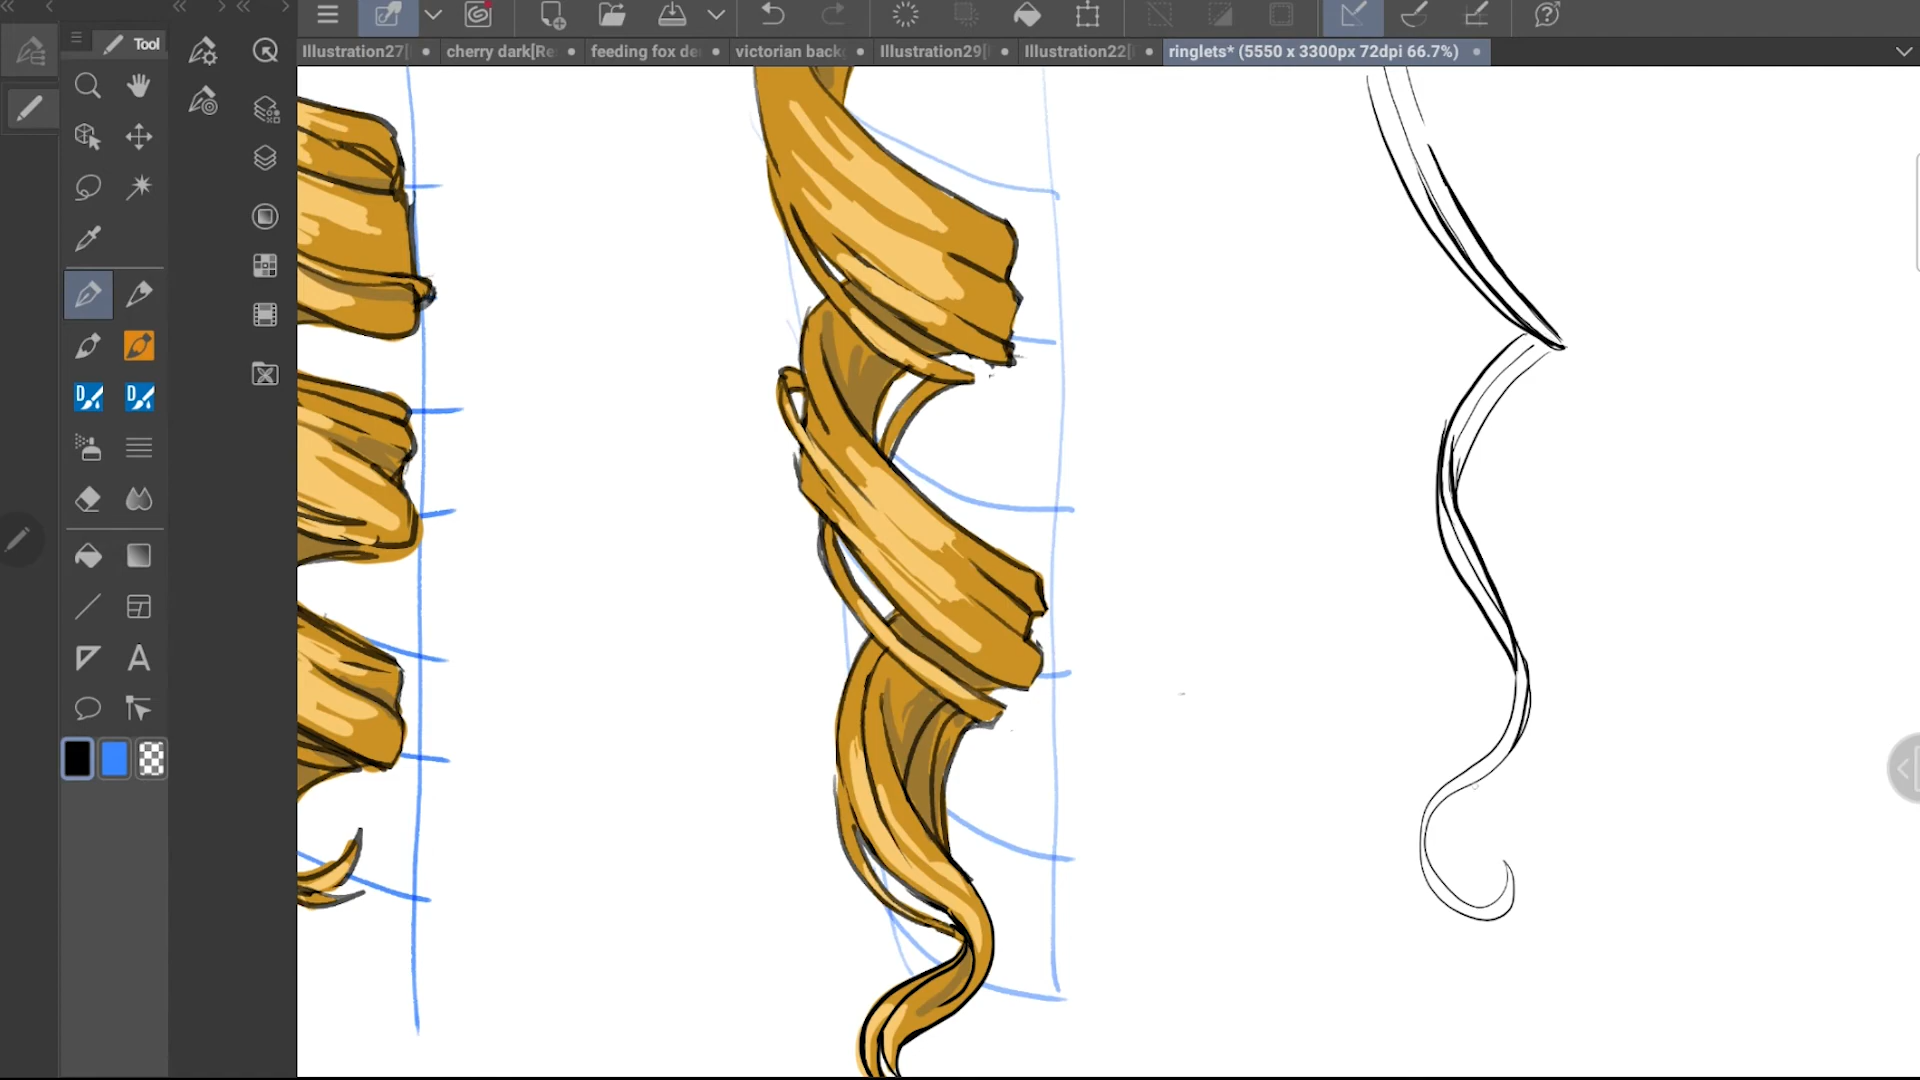 Tool
Illustration27[
cherry dark[Re
feeding fox de
victorian back
Illustration29[
Illustration22[
ringlets* (5550 x 3300px 72dpi 66.7%)
A
D
D